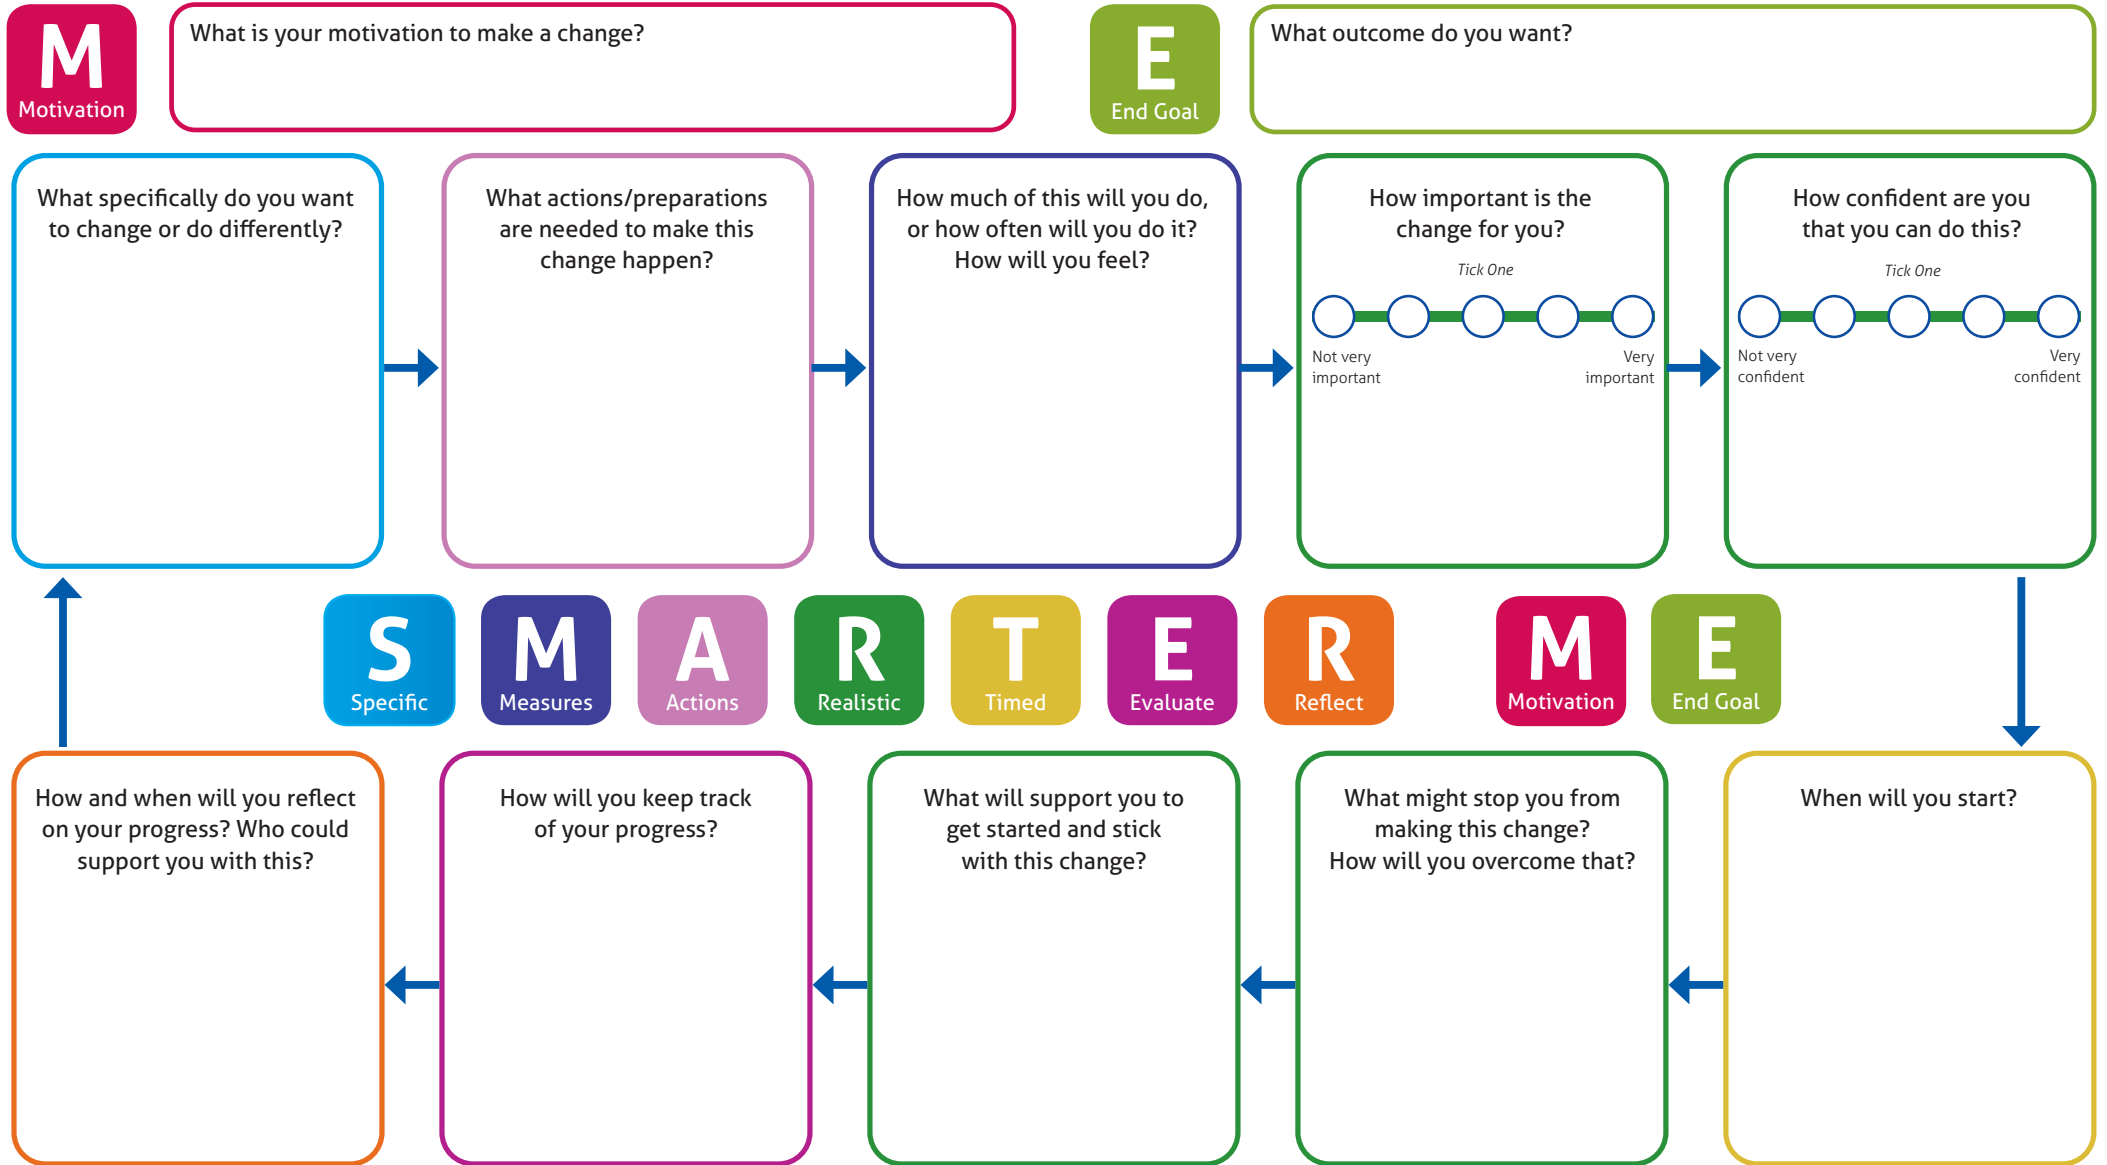 M
Motivation
What is your motivation to make a change?
E
End Goal
What outcome do you want?
What specifically do you want
to change or do differently?
What actions/preparations
are needed to make this
change happen?
How much of this will you do,
or how often will you do it?
How will you feel?
How important is the
change for you?
Tick One
Not very
important
Very
important
How confident are you
that you can do this?
Tick One
Not very
confident
Very
confident
S
Specific
M
Measures
A
Actions
R
Realistic
T
Timed
E
Evaluate
R
Reflect
M
Motivation
E
End Goal
How and when will you reflect
on your progress? Who could
support you with this?
How will you keep track
of your progress?
What will support you to
get started and stick
with this change?
What might stop you from
making this change?
How will you overcome that?
When will you start?